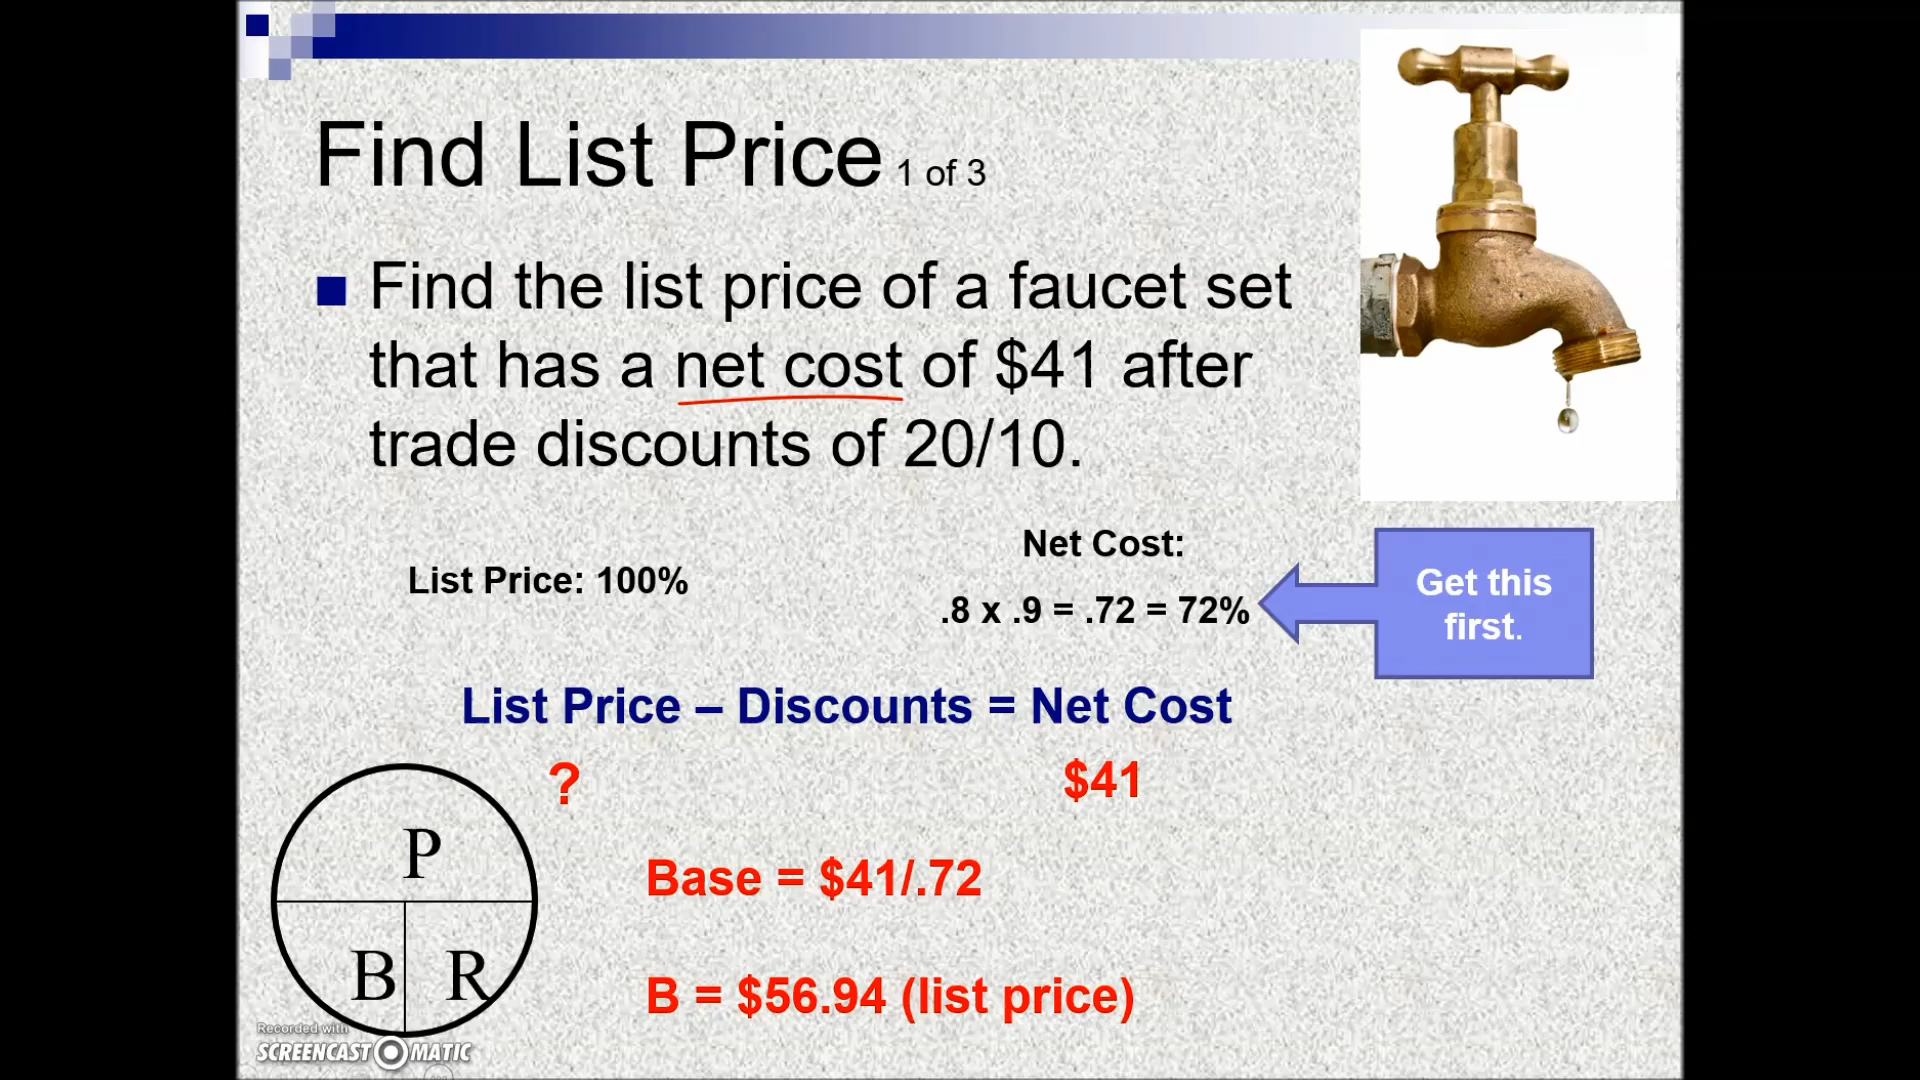 Find List Price 1 of 3
Find the list price of a faucet set
that has a net cost of $41 after
trade discounts of 20/10.
Net Cost:
List Price: 100%
.8 x .9 = .72 = 72%
Get this
first.
List Price – Discounts = Net Cost
? $41
P
Base = $41/.72
B R
B = $56.94 (list price)
Recorded with
SCREENCAST MATIC